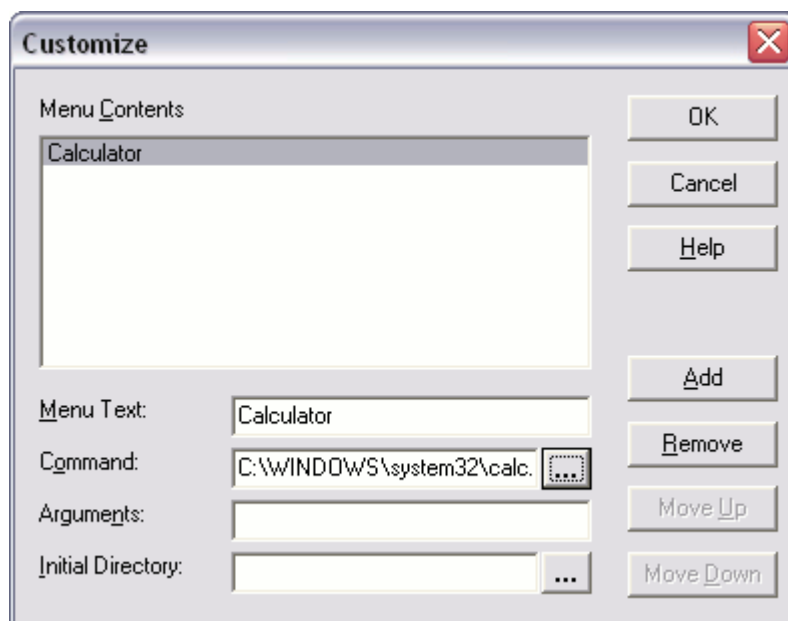 Customize
Menu Contents
Calculator
OK
Cancel
Help
Add
Remove
Move Up
Move Down
Menu Text: Calculator
Command: C:\WINDOWS\system32\calc. ...
Arguments:
Initial Directory: ...